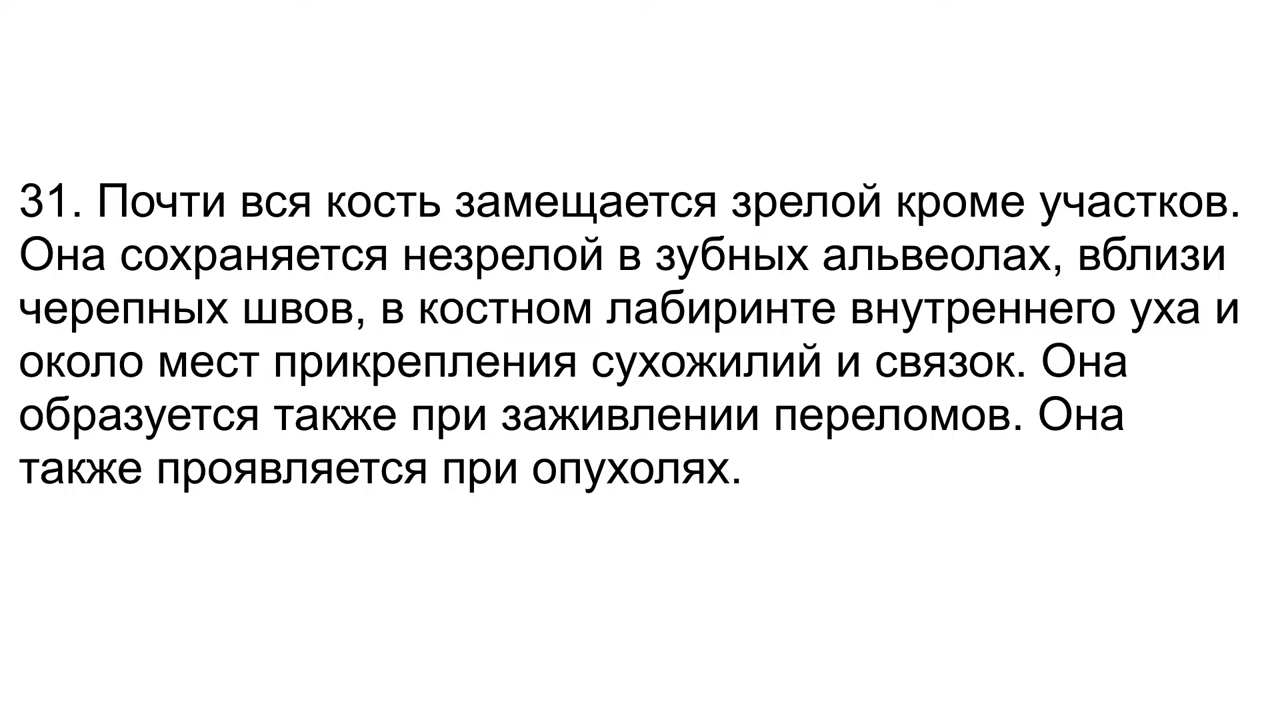 31. Почти вся кость замещается зрелой кроме участков.
Она сохраняется незрелой в зубных альвеолах, вблизи
черепных швов, в костном лабиринте внутреннего уха и
около мест прикрепления сухожилий и связок. Она
образуется также при заживлении переломов. Она
также проявляется при опухолях.